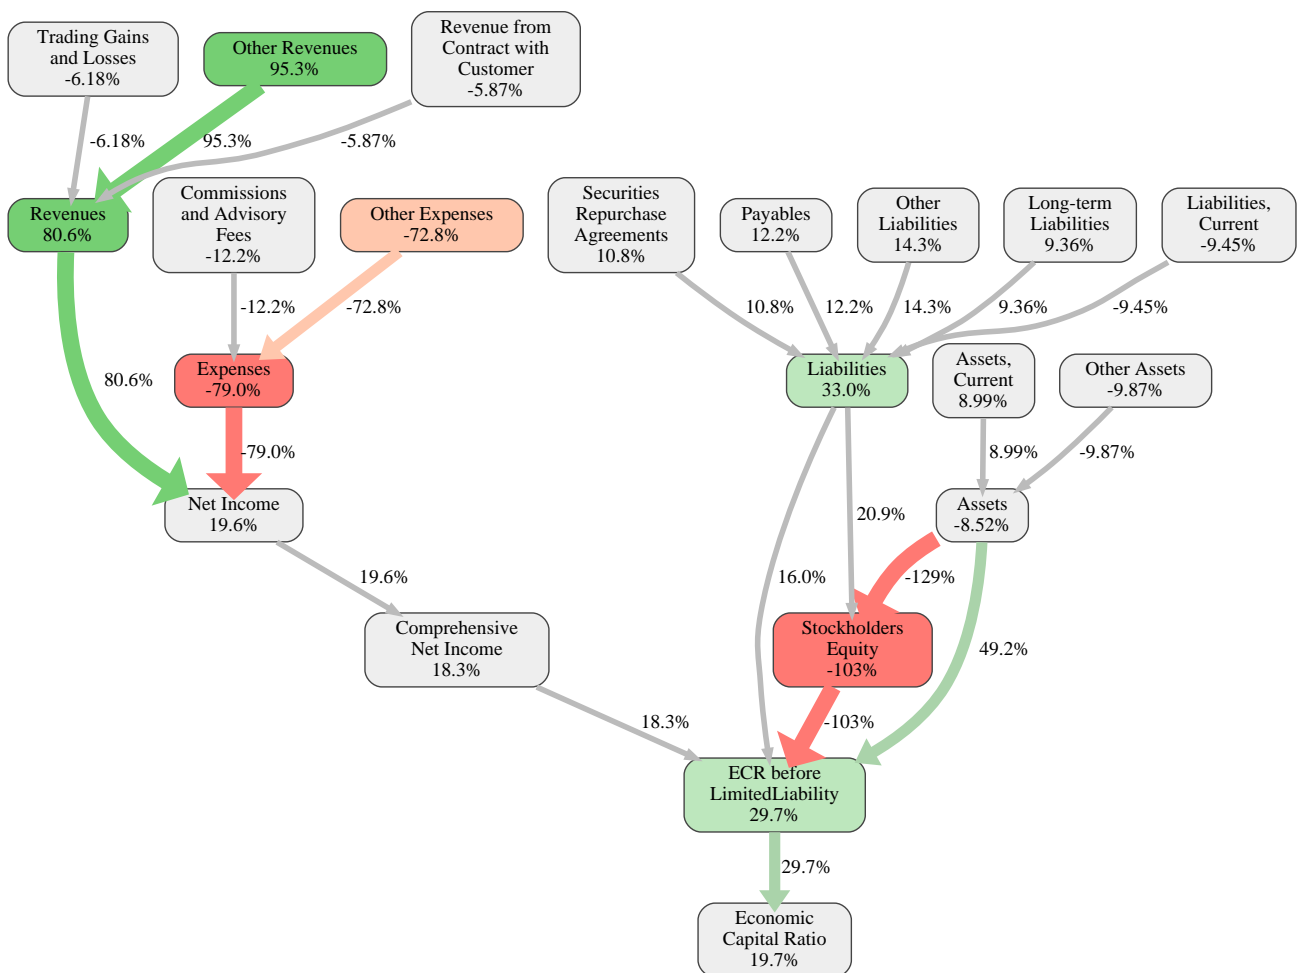 Trading Gains
and Losses
-6.18%
Other Revenues
95.3%
Revenue from
Contract with
Customer
-5.87%
-6.18%
95.3%
-5.87%
Revenues
80.6%
Commissions
and Advisory
Fees
-12.2%
Other Expenses
-72.8%
Securities
Repurchase
Agreements
10.8%
Payables
12.2%
Other
Liabilities
14.3%
Long-term
Liabilities
9.36%
Liabilities,
Current
-9.45%
-12.2%
-72.8%
10.8%
12.2%
14.3%
9.36%
-9.45%
80.6%
Expenses
-79.0%
Liabilities
33.0%
Assets,
Current
8.99%
Other Assets
-9.87%
-79.0%
8.99%
-9.87%
Net Income
19.6%
20.9%
Assets
-8.52%
19.6%
16.0%
-129%
Comprehensive
Net Income
18.3%
Stockholders
Equity
-103%
49.2%
18.3%
-103%
ECR before
LimitedLiability
29.7%
29.7%
Economic
Capital Ratio
19.7%